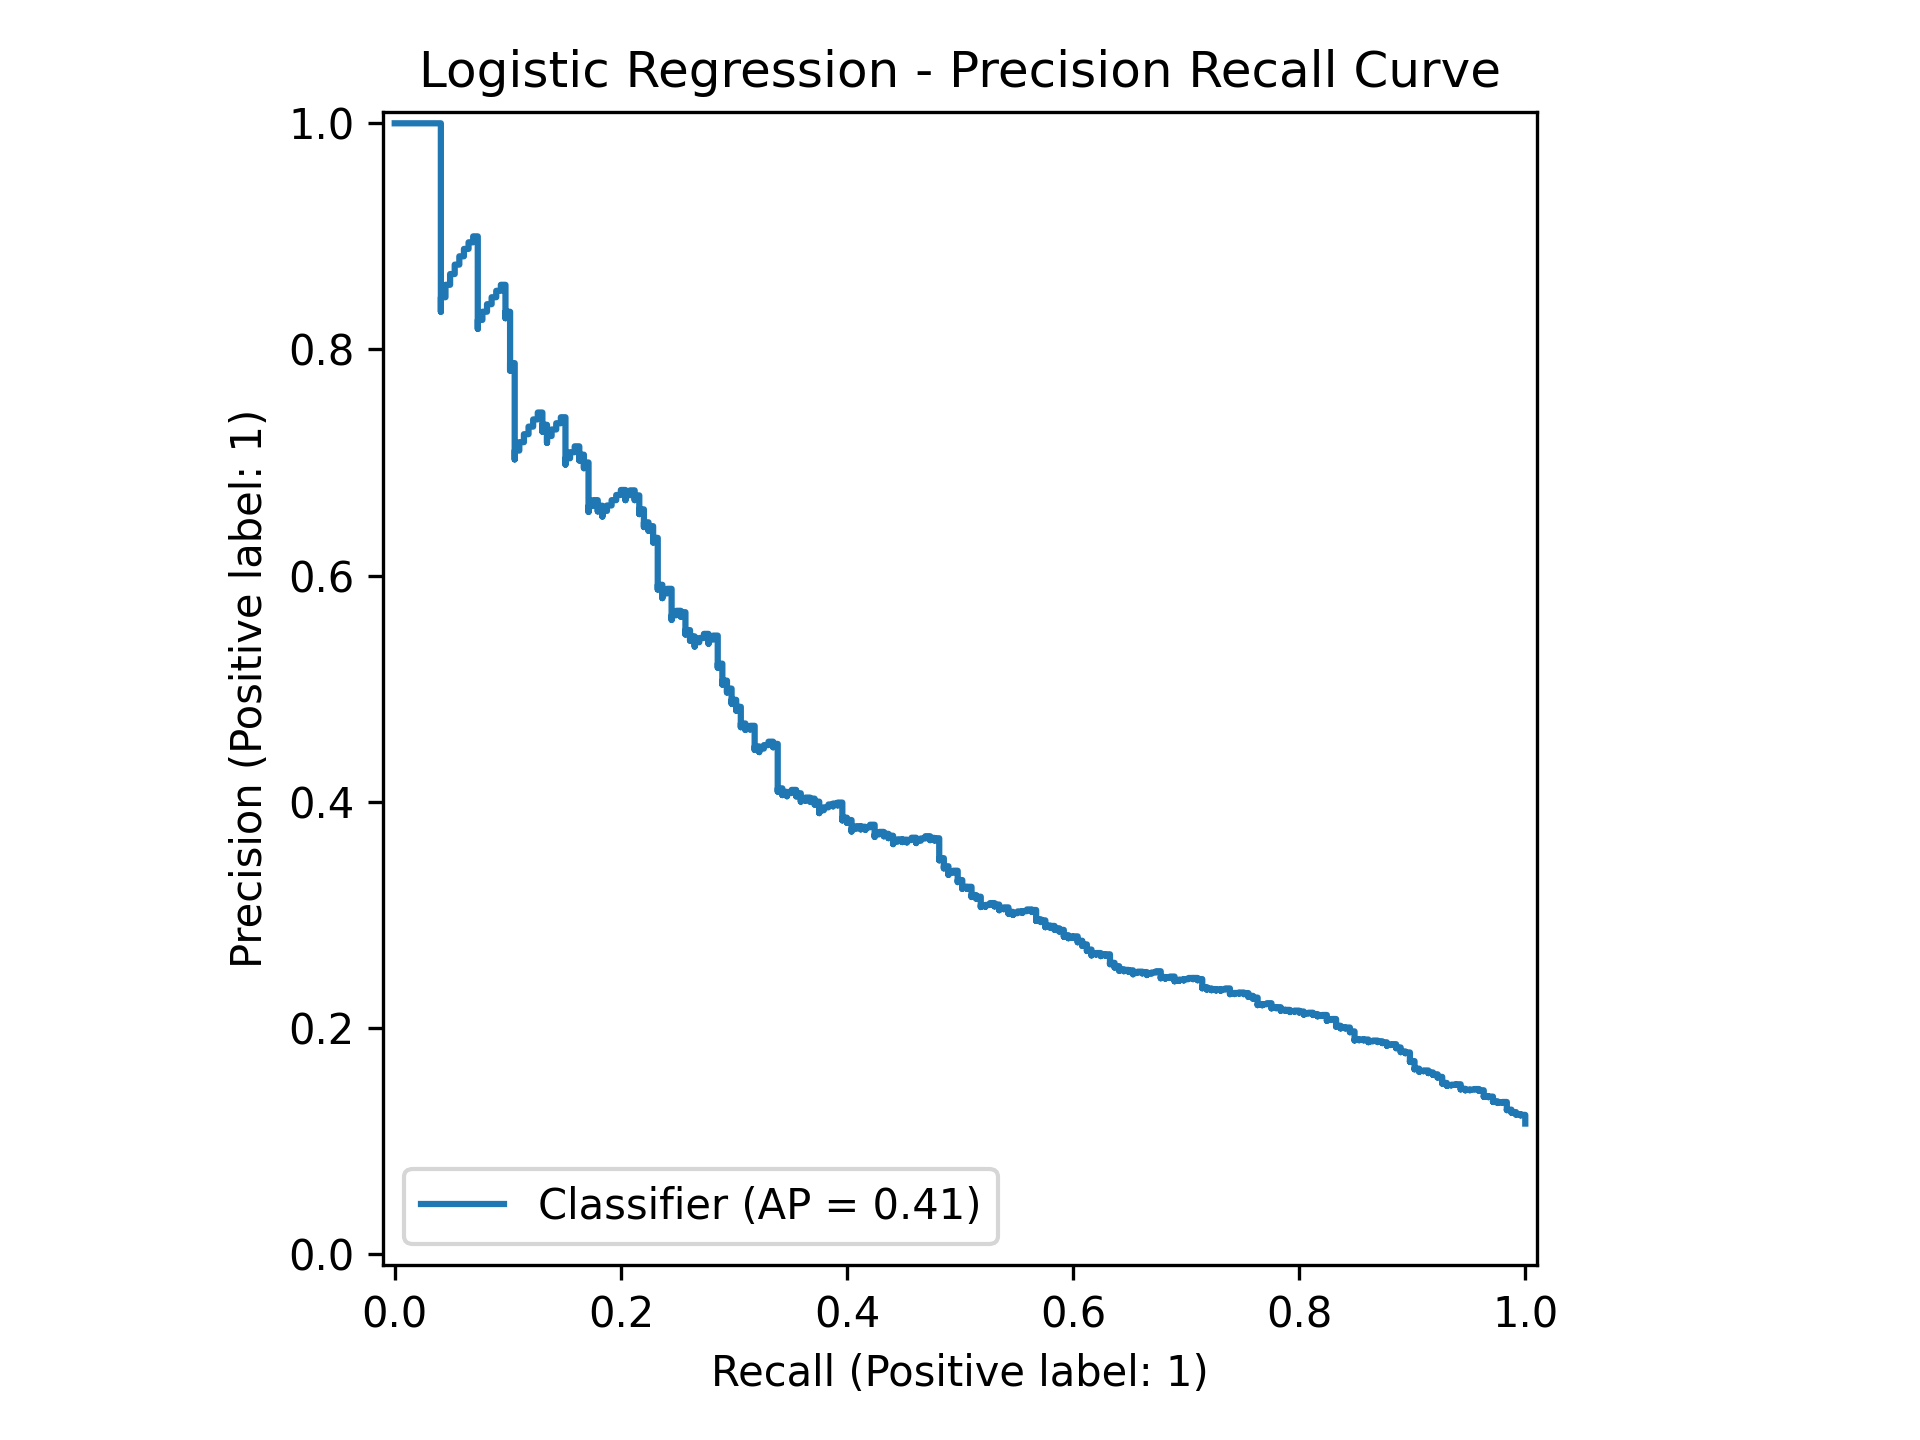 Logistic Regression - Precision Recall Curve
1.0
0.8
0.6
0.4
0.2
0.0
Precision (Positive label: 1)
Classifier (AP = 0.41)
0.0 0.2 0.4 0.6 0.8 1.0
Recall (Positive label: 1)